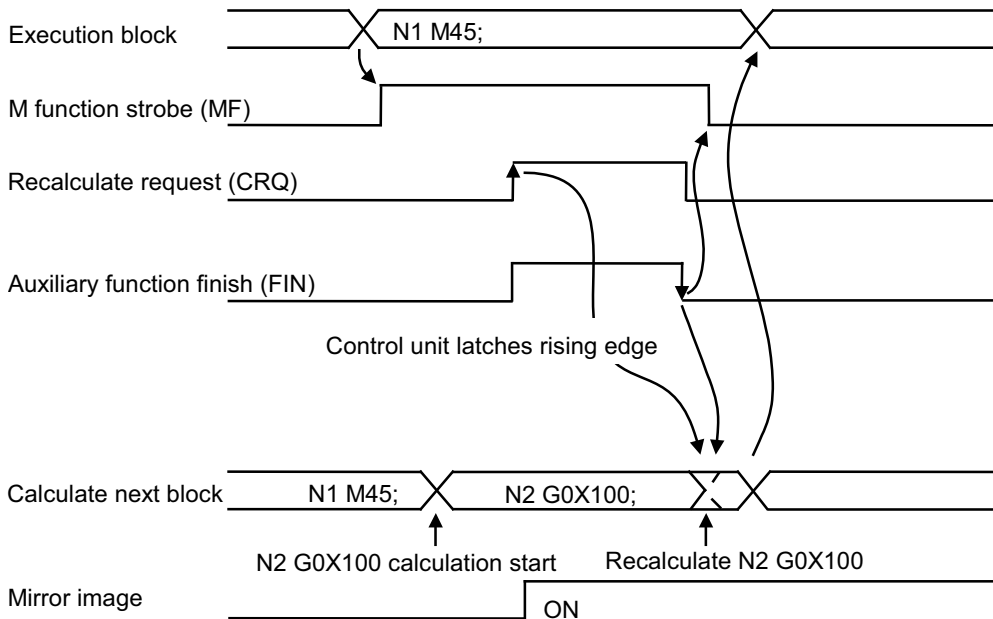 Execution block
N1 M45;
M function strobe (MF)
Recalculate request (CRQ)
Auxiliary function finish (FIN)
Control unit latches rising edge
Calculate next block
N1 M45;
N2 G0X100;
N2 G0X100 calculation start
Recalculate N2 G0X100
Mirror image
ON